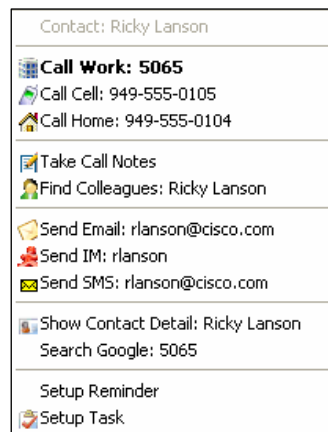 Contact: Ricky Lanson
Call Work: 5065
Call Cell: 949-555-0105
Call Home: 949-555-0104
Take Call Notes
Find Colleagues: Ricky Lanson
Send Email: rlanson@cisco.com
Send IM: rlanson
Send SMS: rlanson@cisco.com
Show Contact Detail: Ricky Lanson
Search Google: 5065
Setup Reminder
Setup Task